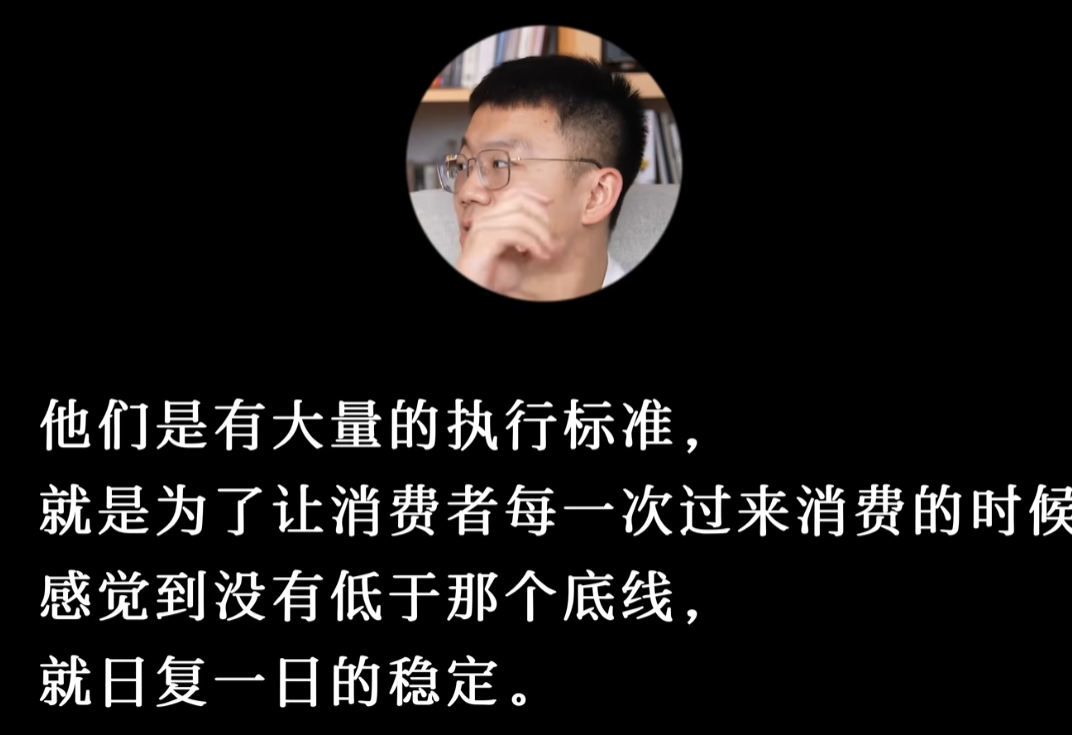 他们是有大量的执行标准，
就是为了让消费者每一次过来消费的时候
感觉到没有低于那个底线，
就日复一日的稳定。